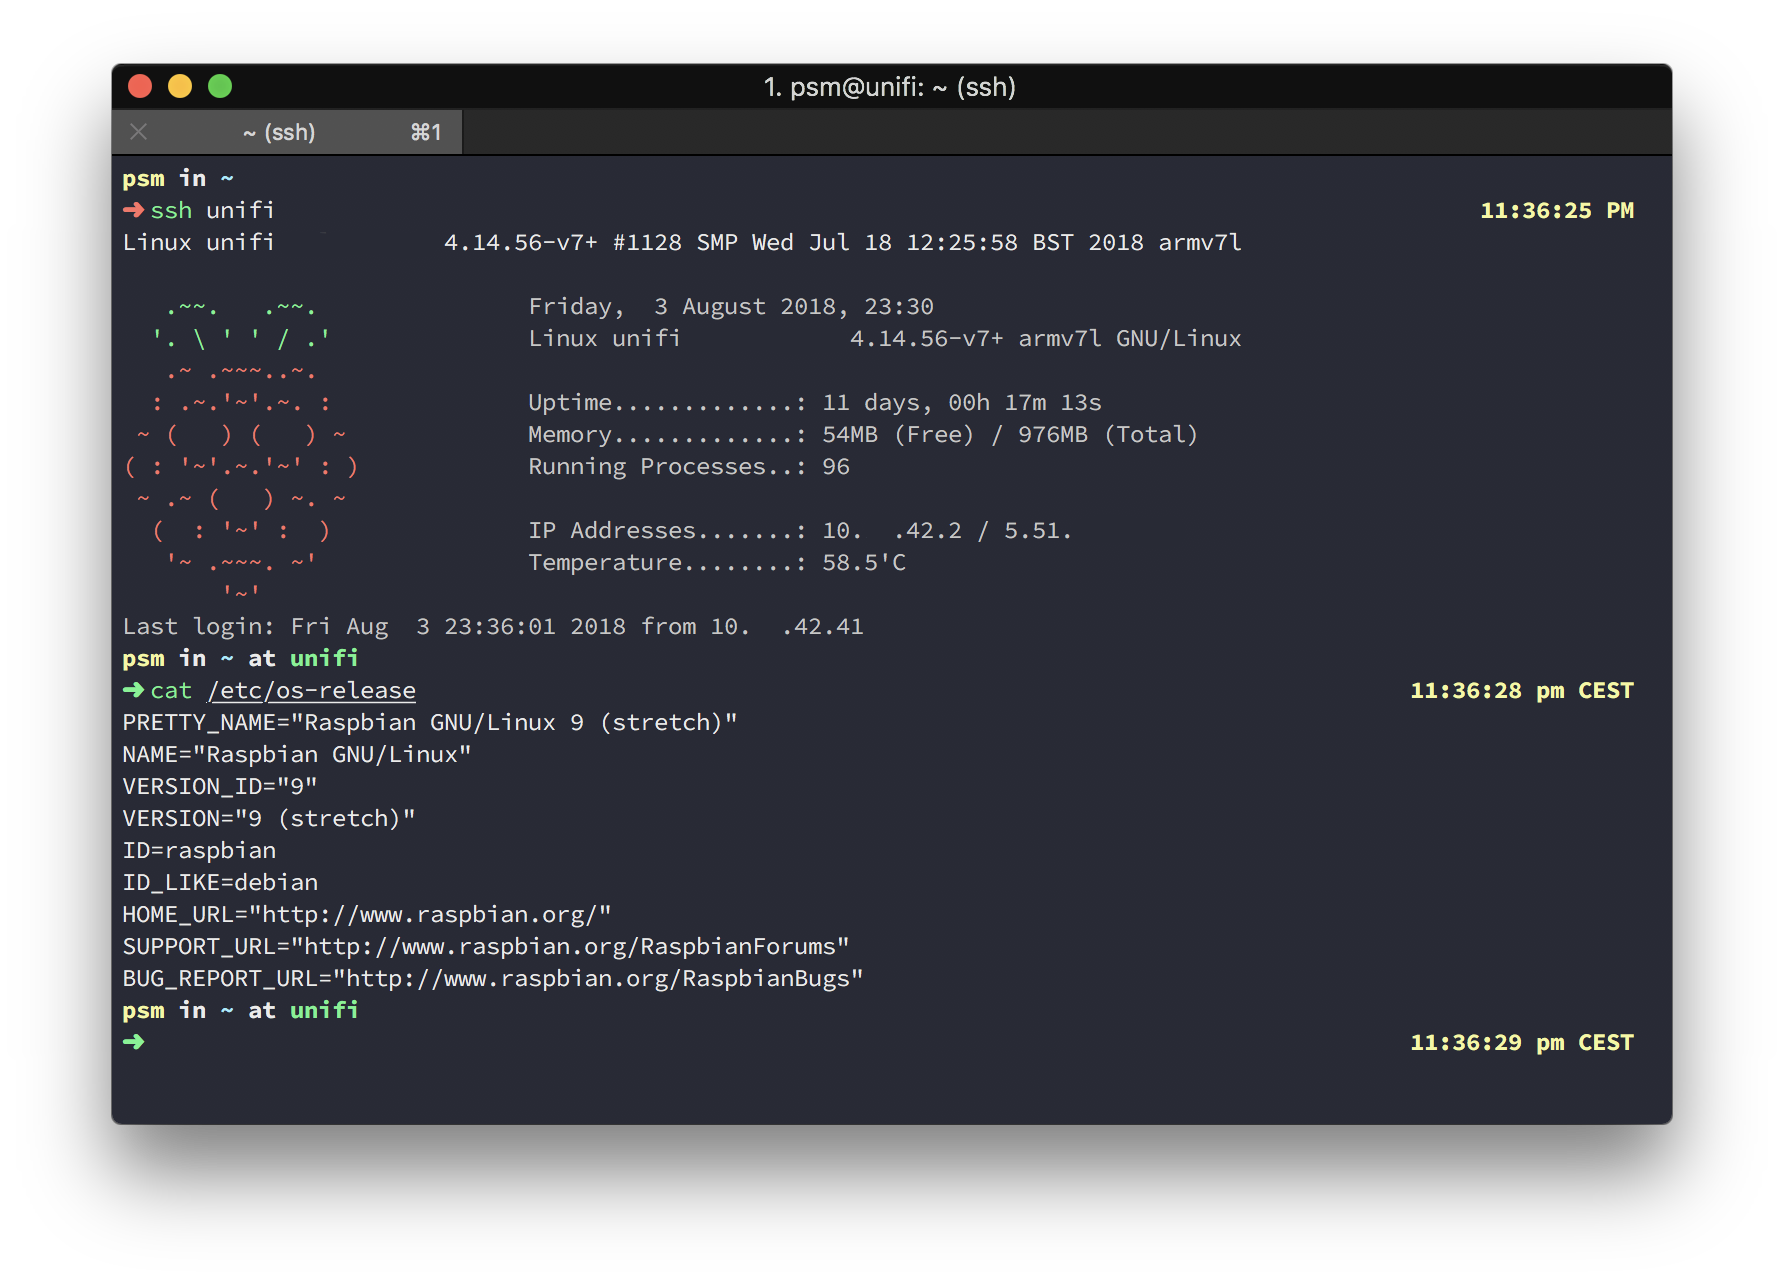 1. psm@unifi: ~ (ssh)
~ (ssh) ⌘1
psm in ~
➜ ssh unifi 11:36:25 PM
Linux unifi 4.14.56-v7+ #1128 SMP Wed Jul 18 12:25:58 BST 2018 armv7l
.~~. .~~. Friday, 3 August 2018, 23:30
'. \ ' ' / .' Linux unifi 4.14.56-v7+ armv7l GNU/Linux
.~ .~~~..~.
: .~.'~'.~. : Uptime.............: 11 days, 00h 17m 13s
~ ( ) ( ) ~ Memory.............: 54MB (Free) / 976MB (Total)
( : '~'.~.'~' : ) Running Processes..: 96
~ .~ ( ) ~. ~
( : '~' : ) IP Addresses.......: 10. .42.2 / 5.51.
'~ .~~~. ~' Temperature........: 58.5'C
'~'
Last login: Fri Aug 3 23:36:01 2018 from 10. .42.41
psm in ~ at unifi
➜ cat /etc/os-release 11:36:28 pm CEST
PRETTY_NAME="Raspbian GNU/Linux 9 (stretch)"
NAME="Raspbian GNU/Linux"
VERSION_ID="9"
VERSION="9 (stretch)"
ID=raspbian
ID_LIKE=debian
HOME_URL="http://www.raspbian.org/"
SUPPORT_URL="http://www.raspbian.org/RaspbianForums"
BUG_REPORT_URL="http://www.raspbian.org/RaspbianBugs"
psm in ~ at unifi
➜ 11:36:29 pm CEST